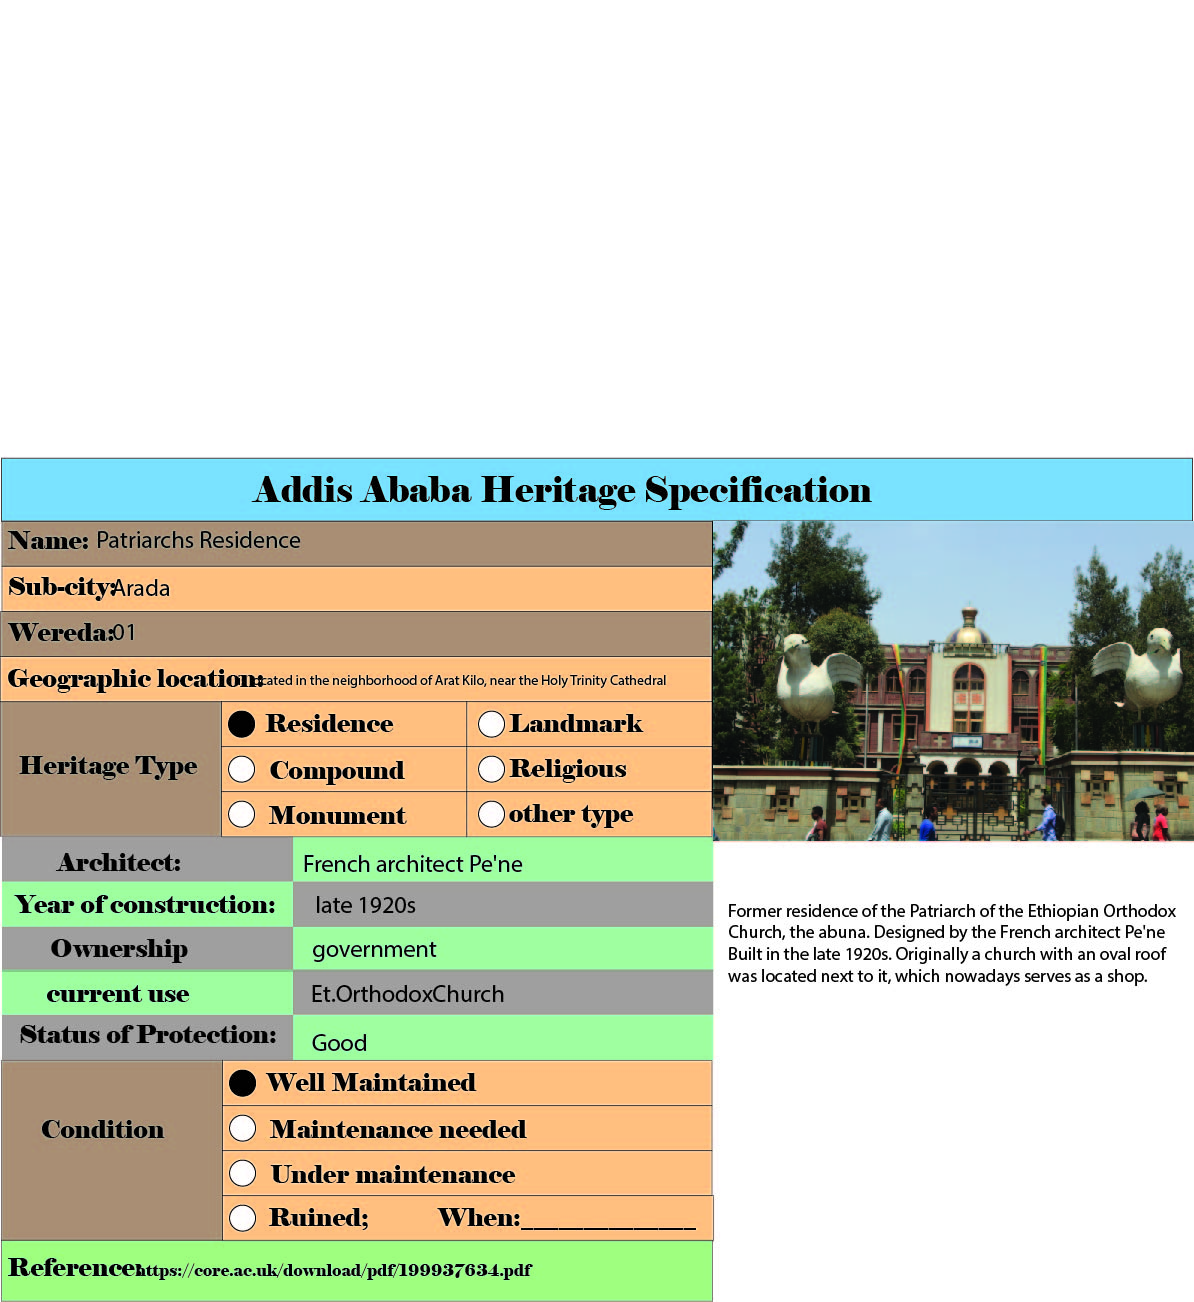 Addis Ababa Heritage Specification
Name: Patriarchs Residence
Sub-city: Arada
Wereda: 01
Geographic location: Located in the neighborhood of Arat Kilo, near the Holy Trinity Cathedral
Heritage Type
Residence
Landmark
Compound
Religious
Monument
other type
Architect: French architect Pe'ne
Year of construction: late 1920s
Ownership government
current use Et.OrthodoxChurch
Status of Protection: Good
Condition
Well Maintained
Maintenance needed
Under maintenance
Ruined; When:______________
Reference: https://core.ac.uk/download/pdf/199937634.pdf
Former residence of the Patriarch of the Ethiopian Orthodox
Church, the abuna. Designed by the French architect Pe'ne
Built in the late 1920s. Originally a church with an oval roof
was located next to it, which nowadays serves as a shop.